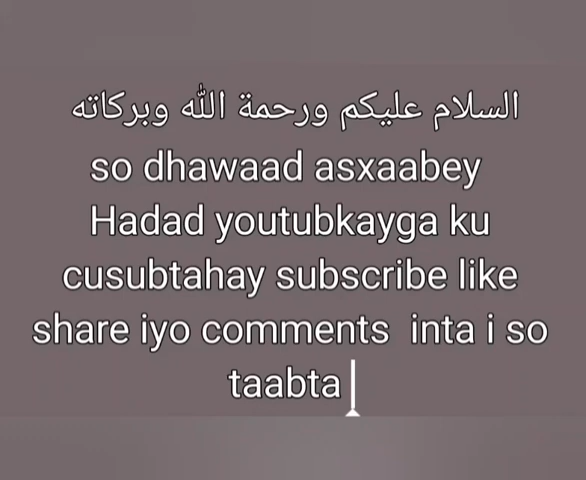 السلام عليكم ورحمة الله وبركاته
so dhawaad asxaabey
Hadad youtubkayga ku
cusubtahay subscribe like
share iyo comments inta i so
taabta